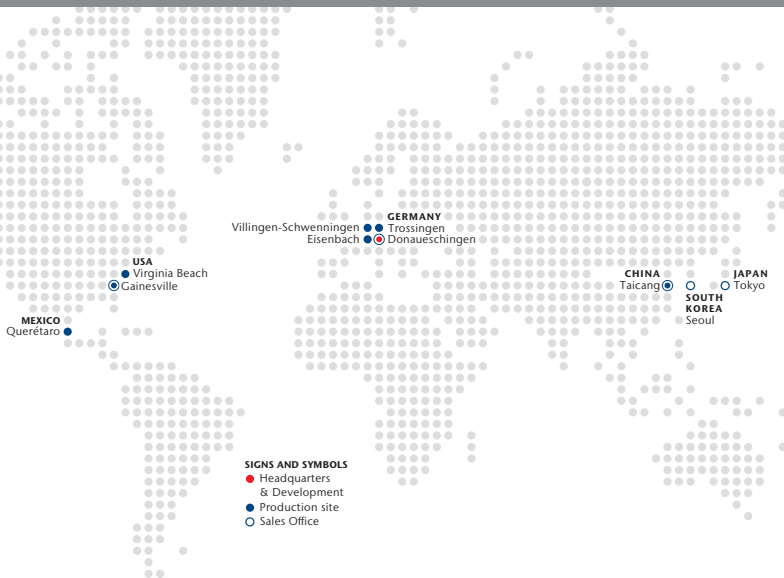 GERMANY
Villingen-Schwenningen Trossingen
Eisenbach Donaueschingen
USA
Virginia Beach
Gainesville
MEXICO
Querétaro
CHINA
Taicang
SOUTH
KOREA
Seoul
JAPAN
Tokyo
SIGNS AND SYMBOLS
Headquarters
& Development
Production site
Sales Office